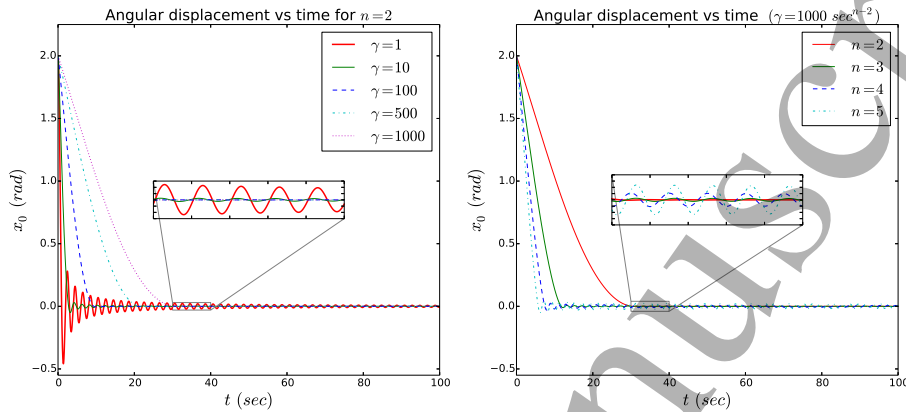 Angular displacement vs time for n=2
x₀ (rad)
2.0
1.5
1.0
0.5
0.0
−0.5
γ=1
γ=10
γ=100
γ=500
γ=1000
0 20 40 60 80 100
t (sec)
Angular displacement vs time (γ=1000 secⁿ⁻²)
x₀ (rad)
2.0
1.5
1.0
0.5
0.0
−0.5
n=2
n=3
n=4
n=5
0 20 40 60 80 100
t (sec)